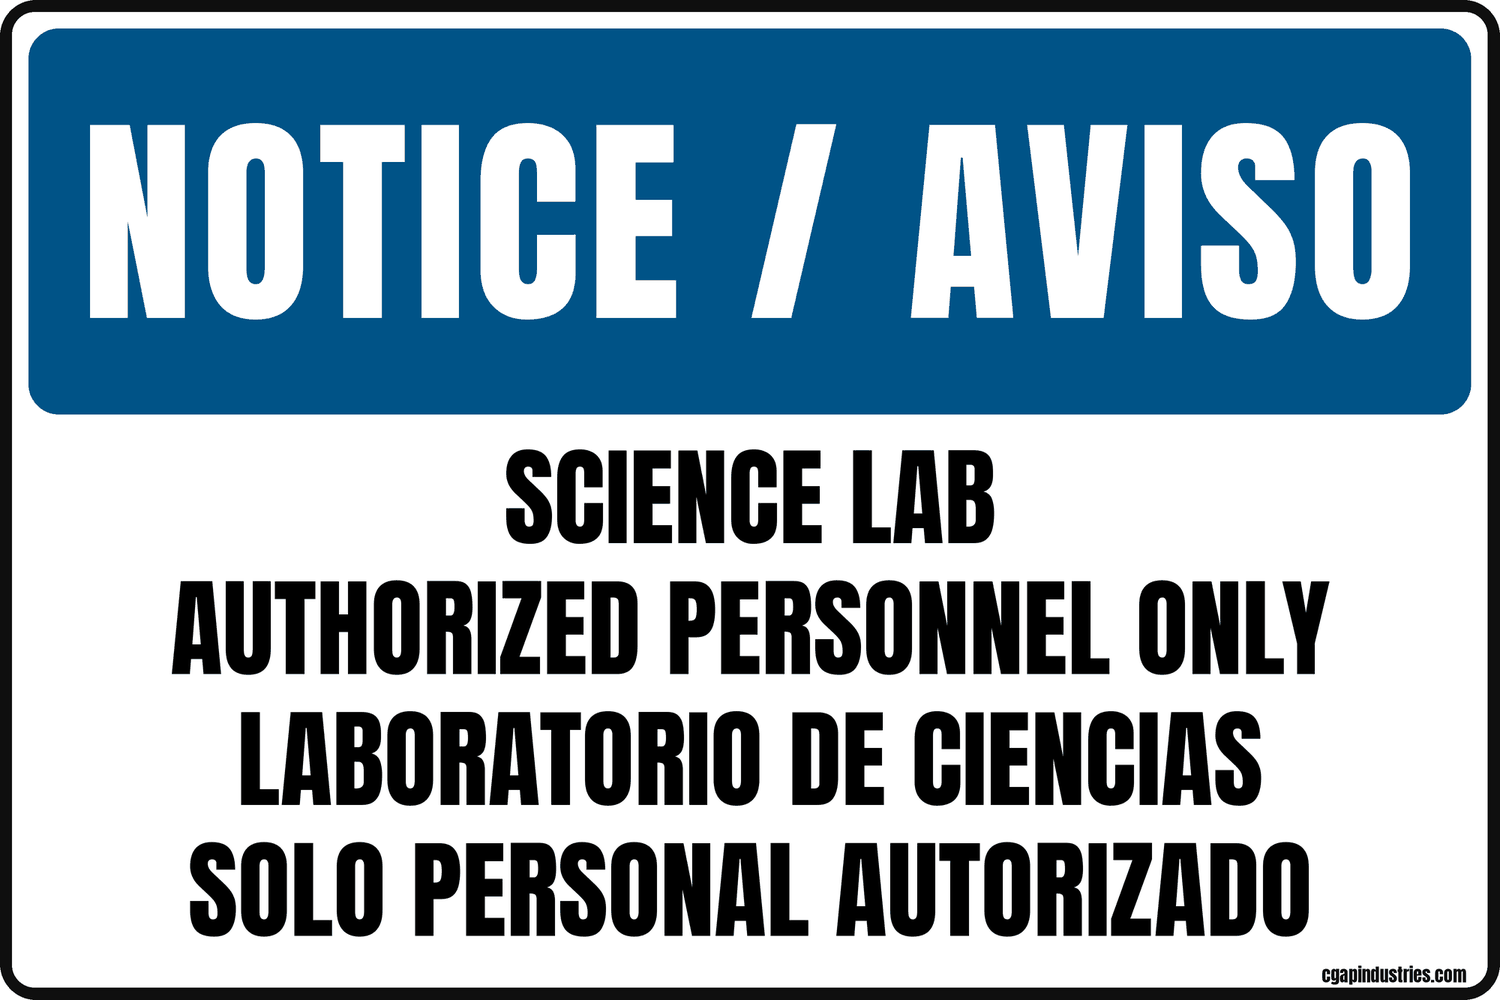 NOTICE / AVISO
SCIENCE LAB
AUTHORIZED PERSONNEL ONLY
LABORATORIO DE CIENCIAS
SOLO PERSONAL AUTORIZADO
cgapindustries.com